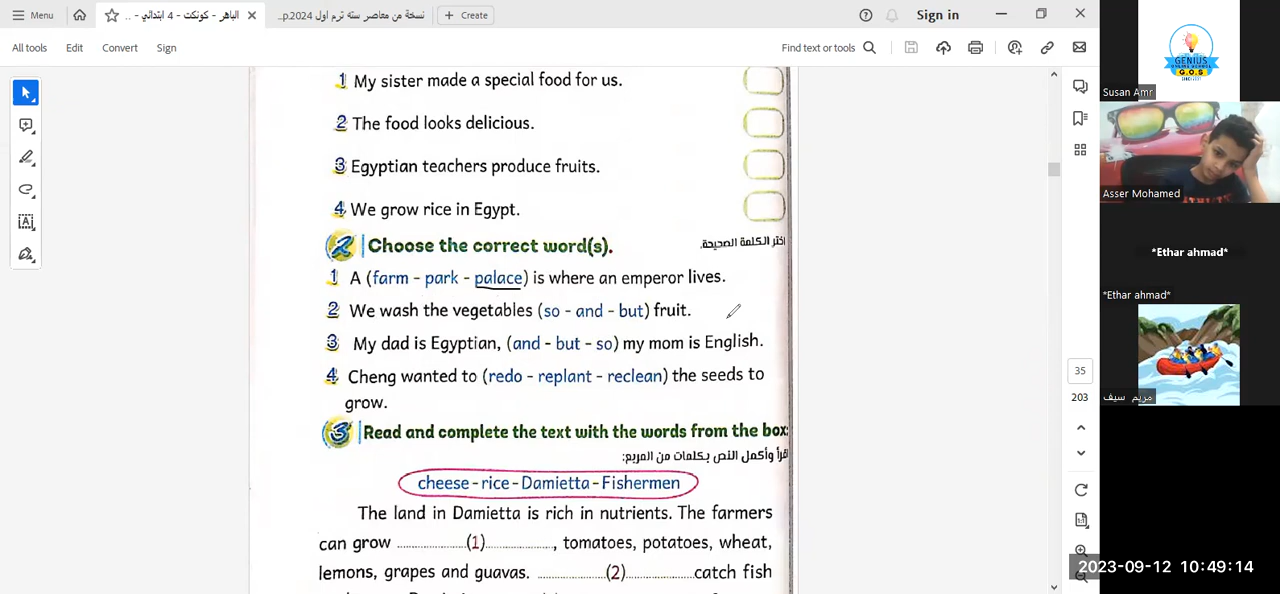 Menu
الباهر - كونكت - 4 ابتدائي - ..
نسخة من معاصر سته ترم اول 2024.p...
+ Create
Sign in
All tools
Edit
Convert
Sign
Find text or tools
1 My sister made a special food for us.
2 The food looks delicious.
3 Egyptian teachers produce fruits.
4 We grow rice in Egypt.
2 Choose the correct word(s).
اختر الكلمة الصحيحة.
1 A (farm - park - palace) is where an emperor lives.
2 We wash the vegetables (so - and - but) fruit.
3 My dad is Egyptian, (and - but - so) my mom is English.
4 Cheng wanted to (redo - replant - reclean) the seeds to
grow.
3 Read and complete the text with the words from the box:
اقرأ وأكمل النص بكلمات من المربع:
cheese - rice - Damietta - Fishermen
The land in Damietta is rich in nutrients. The farmers
can grow ................(1)................, tomatoes, potatoes, wheat,
lemons, grapes and guavas. ................(2)................catch fish
35
203
GENIUS
G.O.S
Susan Amr
Asser Mohamed
*Ethar ahmad*
*Ethar ahmad*
مريم سيف
2023-09-12 10:49:14